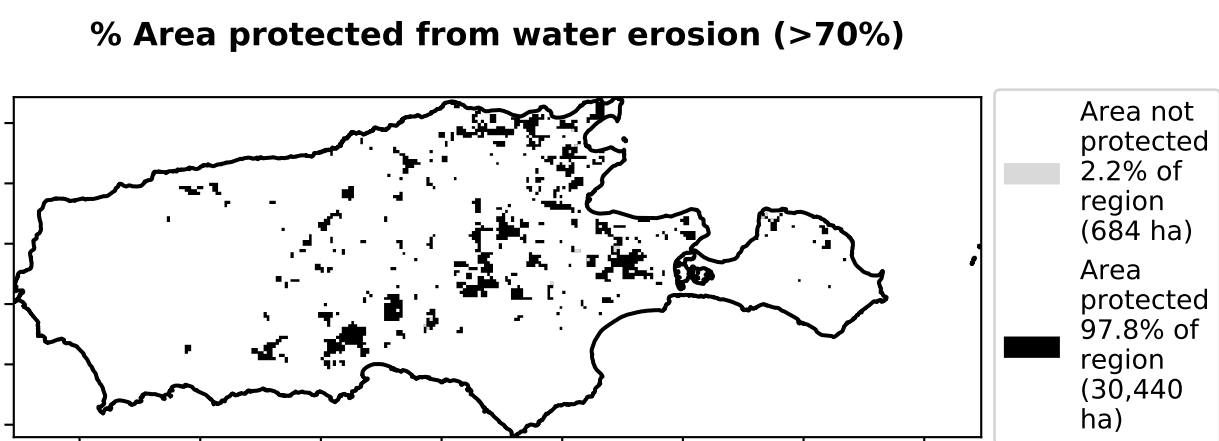 % Area protected from water erosion (>70%)
Area not
protected
2.2% of
region
(684 ha)
Area
protected
97.8% of
region
(30,440
ha)